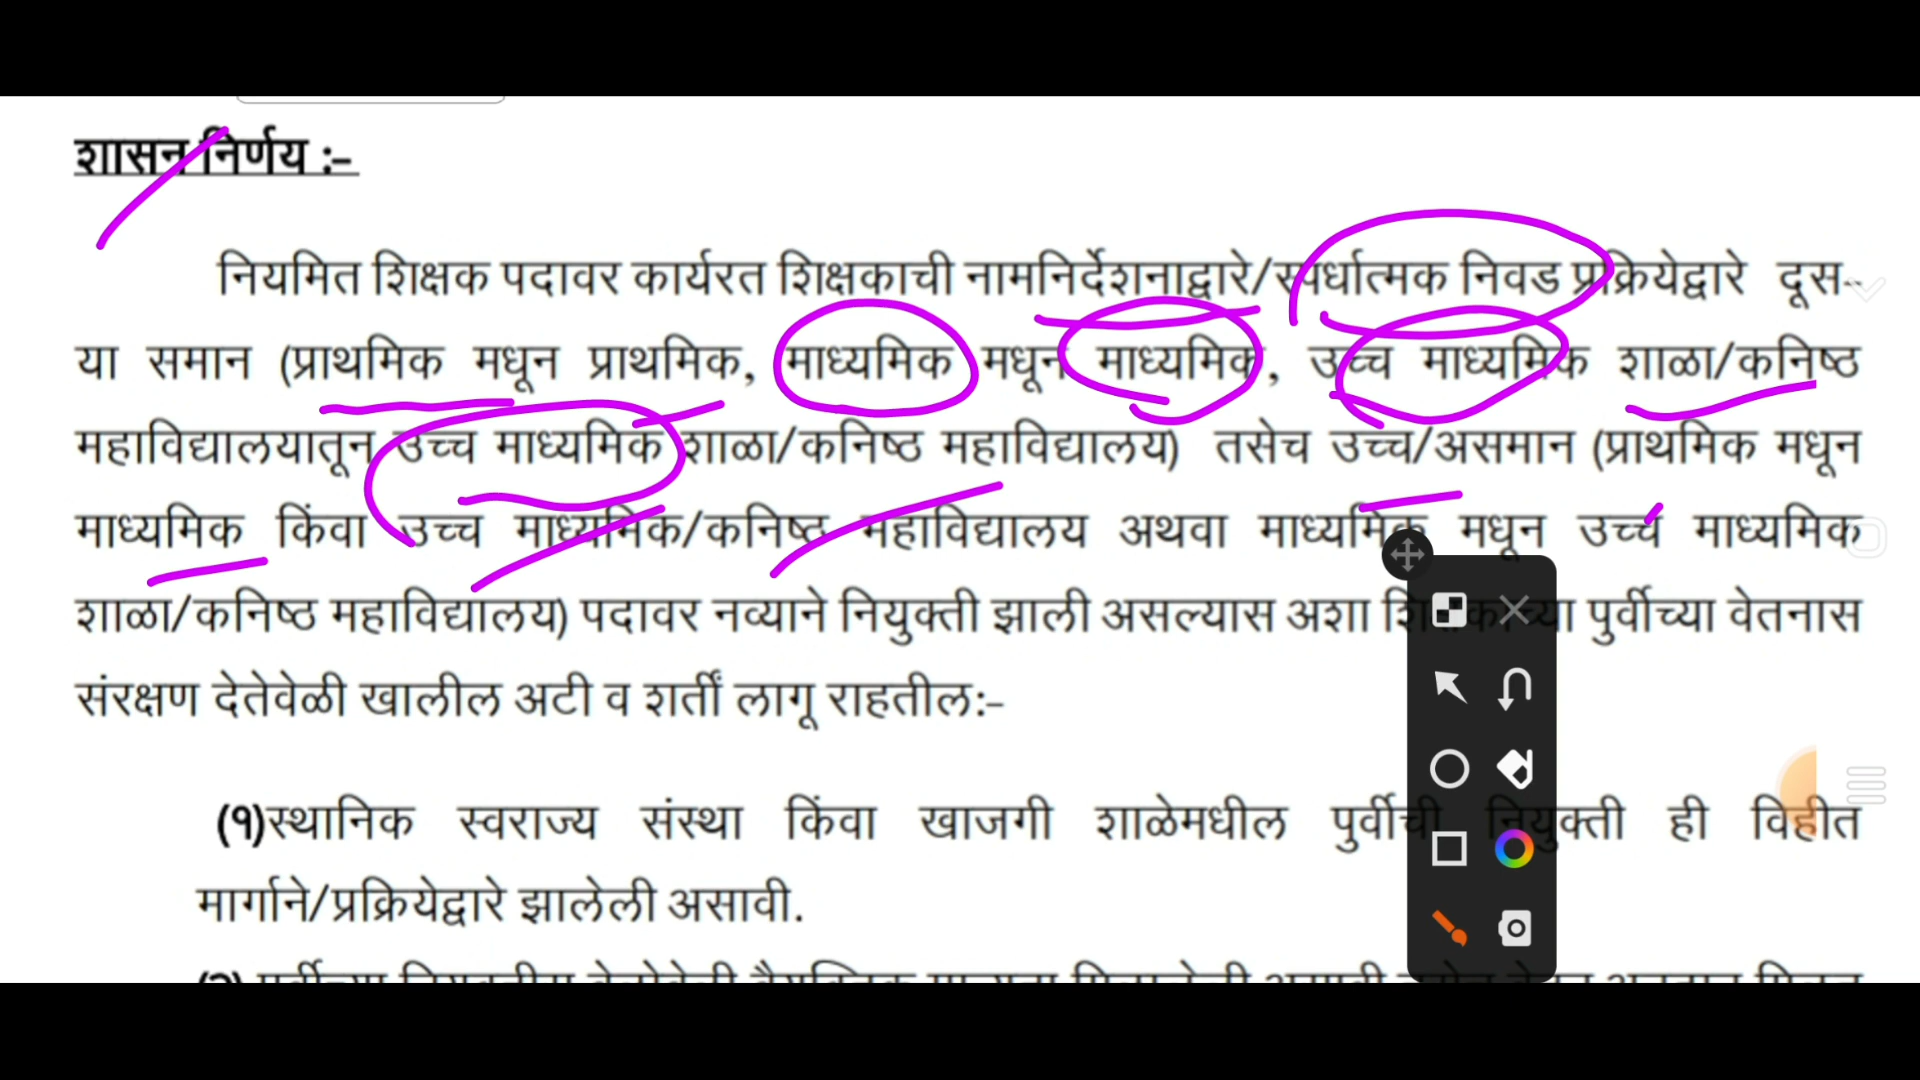 शासन निर्णय :-
नियमित शिक्षक पदावर कार्यरत शिक्षकाची नामनिर्देशनाद्वारे/स्पर्धात्मक निवड प्रक्रियेद्वारे दूस-
या समान (प्राथमिक मधून प्राथमिक, माध्यमिक मधून माध्यमिक, उच्च माध्यमिक शाळा/कनिष्ठ
महाविद्यालयातून उच्च माध्यमिक शाळा/कनिष्ठ महाविद्यालय) तसेच उच्च/असमान (प्राथमिक मधून
माध्यमिक किंवा उच्च माध्यमिक/कनिष्ठ महाविद्यालय अथवा माध्यमिक मधून उच्च माध्यमिक
शाळा/कनिष्ठ महाविद्यालय) पदावर नव्याने नियुक्ती झाली असल्यास अशा शिक्षकाच्या पुर्वीच्या वेतनास
संरक्षण देतेवेळी खालील अटी व शर्ती लागू राहतील:-
(१)स्थानिक स्वराज्य संस्था किंवा खाजगी शाळेमधील पुर्वीची नियुक्ती ही विहीत
मार्गाने/प्रक्रियेद्वारे झालेली असावी.